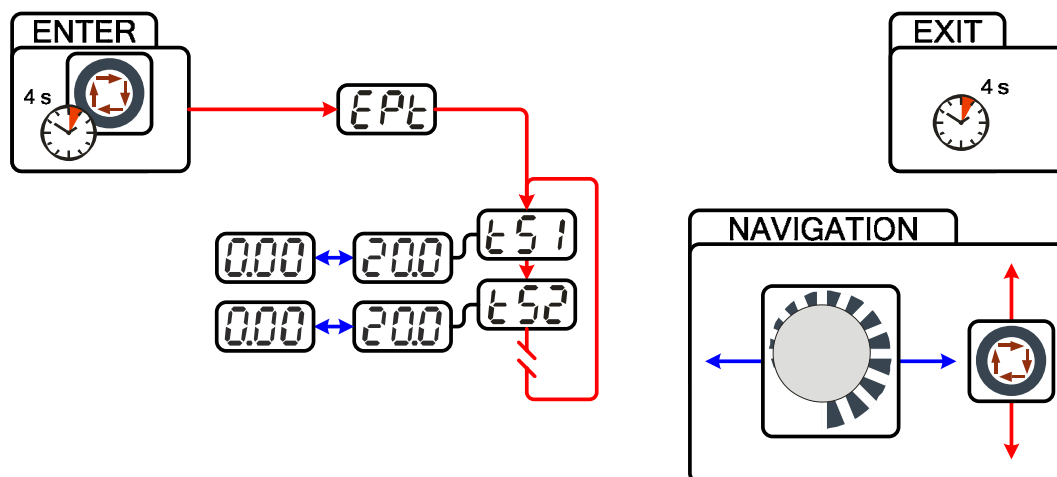 ENTER
4 s
EPt
tS1
0.00
20.0
tS2
0.00
20.0
EXIT
4 s
NAVIGATION